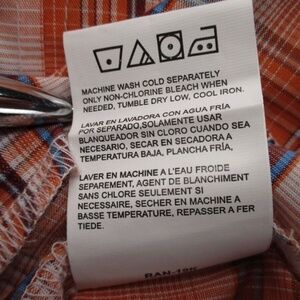 MACHINE WASH COLD SEPARATELY
ONLY NON-CHLORINE BLEACH WHEN
NEEDED, TUMBLE DRY LOW, COOL IRON.
LAVAR EN LAVADORA CON AGUA FRÍA
POR SEPARADO,SOLAMENTE USAR
BLANQUEADOR SIN CLORO CUANDO SEA
NECESARIO, SECAR EN SECADORA A
TEMPERATURA BAJA, PLANCHA FRÍA,
LAVER EN MACHINE A L'EAU FROIDE
SEPAREMENT, AGENT DE BLANCHIMENT
SANS CHLORE SEULEMENT SI
NECESSAIRE, SECHER EN MACHINE A
BASSE TEMPERATURE, REPASSER A FER
TIEDE.